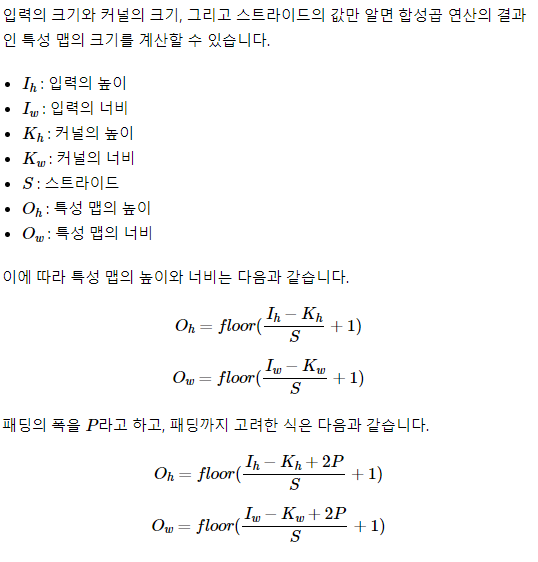 입력의 크기와 커널의 크기, 그리고 스트라이드의 값만 알면 합성곱 연산의 결과
인 특성 맵의 크기를 계산할 수 있습니다.
• I_h : 입력의 높이
• I_w : 입력의 너비
• K_h : 커널의 높이
• K_w : 커널의 너비
• S : 스트라이드
• O_h : 특성 맵의 높이
• O_w : 특성 맵의 너비
이에 따라 특성 맵의 높이와 너비는 다음과 같습니다.
O_h = floor(\frac{I_h - K_h}{S} + 1)
O_w = floor(\frac{I_w - K_w}{S} + 1)
패딩의 폭을 P라고 하고, 패딩까지 고려한 식은 다음과 같습니다.
O_h = floor(\frac{I_h - K_h + 2P}{S} + 1)
O_w = floor(\frac{I_w - K_w + 2P}{S} + 1)